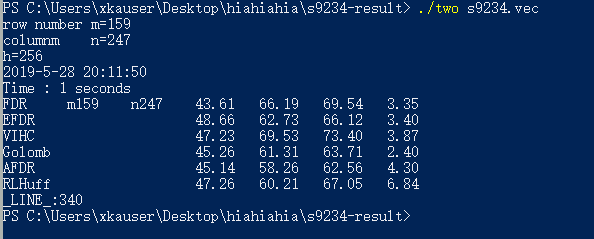 PS C:\Users\xkauser\Desktop\hiahiahia\s9234-result> ./two s9234.vec
row number m=159
columnm    n=247
h=256
2019-5-28 20:11:50
Time : 1 seconds
FDR     m159     n247     43.61     66.19     69.54     3.35
EFDR     48.66     62.73     66.12     3.40
VIHC     47.23     69.53     73.40     3.87
Golomb     45.26     61.31     63.71     2.40
AFDR     45.14     58.26     62.56     4.30
RLHuff     47.26     60.21     67.05     6.84
_LINE_:340
PS C:\Users\xkauser\Desktop\hiahiahia\s9234-result>